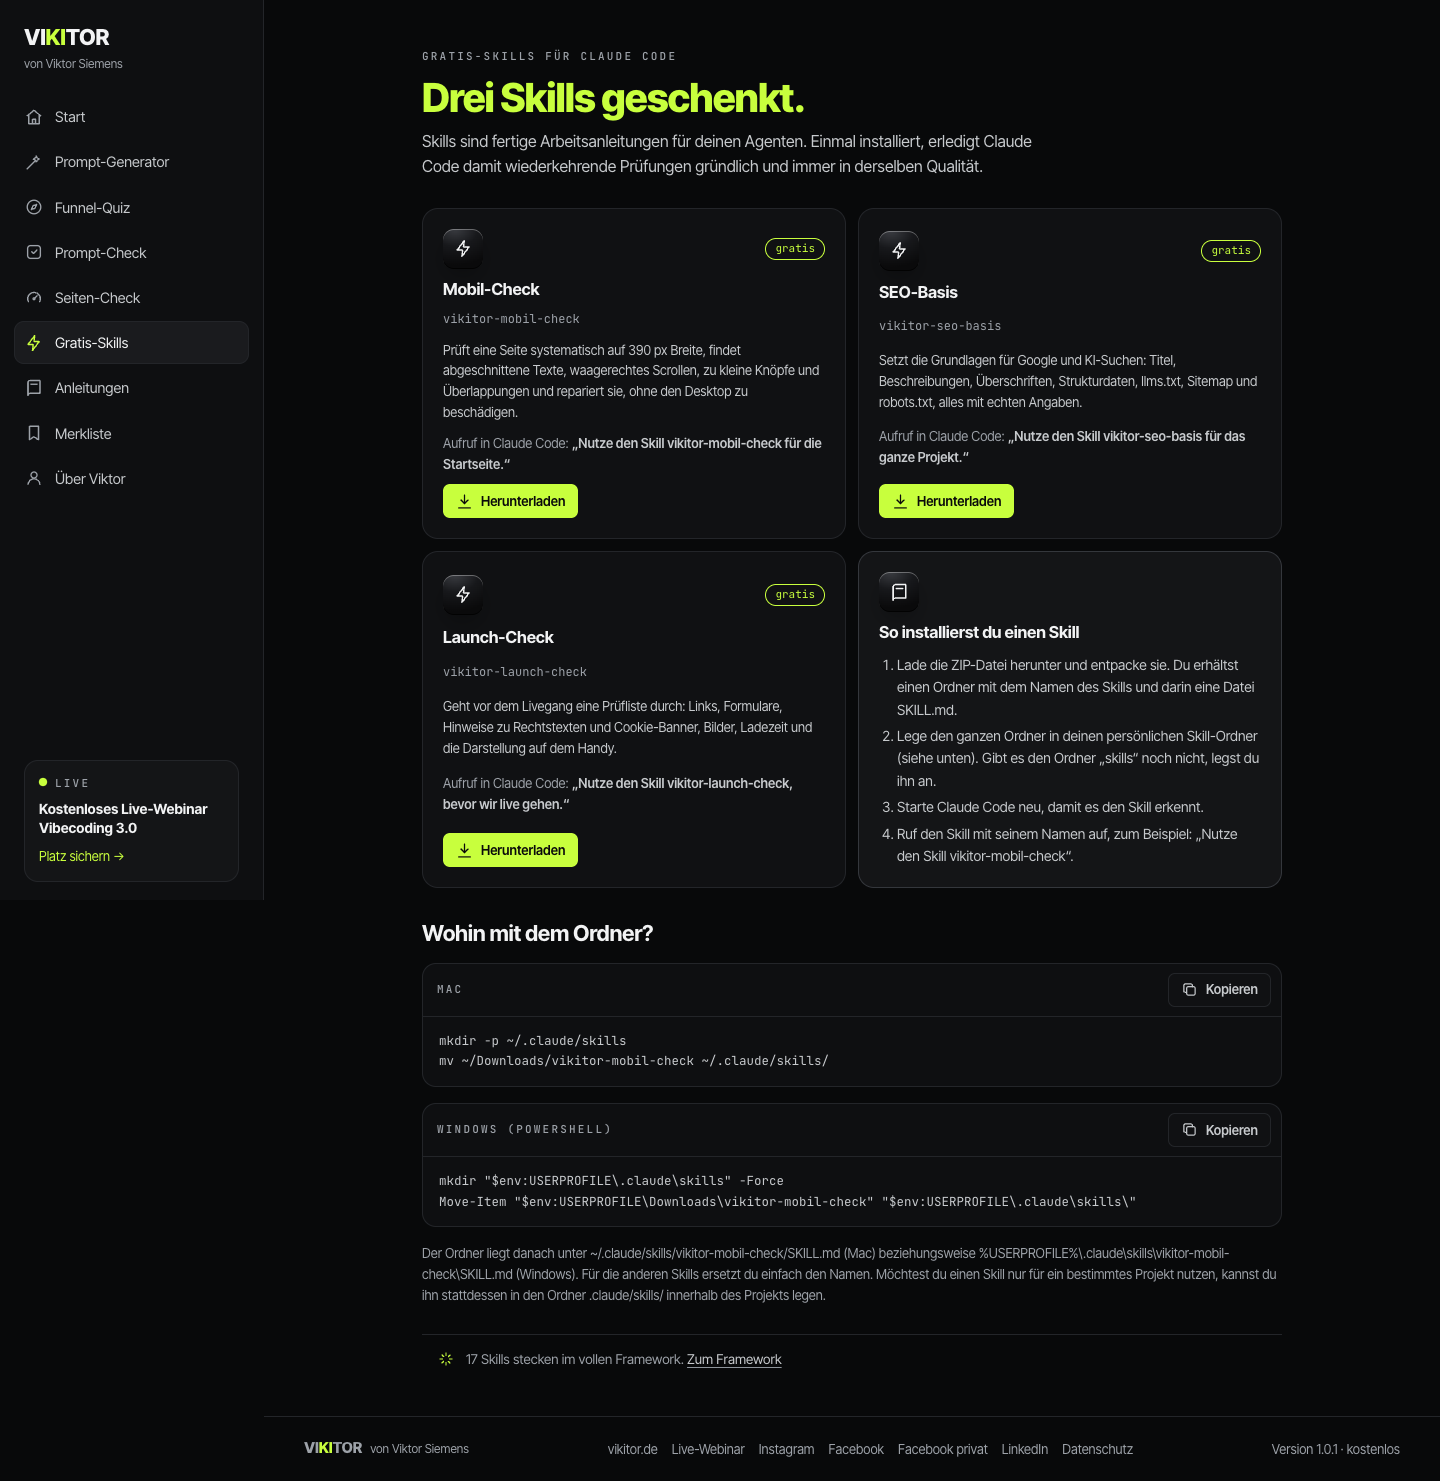 VIKITOR
von Viktor Siemens
Start
Prompt-Generator
Funnel-Quiz
Prompt-Check
Seiten-Check
Gratis-Skills
Anleitungen
Merkliste
Über Viktor
LIVE
Kostenloses Live-Webinar
Vibecoding 3.0
Platz sichern →
GRATIS-SKILLS FÜR CLAUDE CODE
Drei Skills geschenkt.
Skills sind fertige Arbeitsanleitungen für deinen Agenten. Einmal installiert, erledigt Claude
Code damit wiederkehrende Prüfungen gründlich und immer in derselben Qualität.
gratis
Mobil-Check
vikitor-mobil-check
Prüft eine Seite systematisch auf 390 px Breite, findet
abgeschnittene Texte, waagerechtes Scrollen, zu kleine Knöpfe und
Überlappungen und repariert sie, ohne den Desktop zu
beschädigen.
Aufruf in Claude Code: „Nutze den Skill vikitor-mobil-check für die
Startseite.“
Herunterladen
gratis
SEO-Basis
vikitor-seo-basis
Setzt die Grundlagen für Google und KI-Suchen: Titel,
Beschreibungen, Überschriften, Strukturdaten, llms.txt, Sitemap und
robots.txt, alles mit echten Angaben.
Aufruf in Claude Code: „Nutze den Skill vikitor-seo-basis für das
ganze Projekt.“
Herunterladen
gratis
Launch-Check
vikitor-launch-check
Geht vor dem Livegang eine Prüfliste durch: Links, Formulare,
Hinweise zu Rechtstexten und Cookie-Banner, Bilder, Ladezeit und
die Darstellung auf dem Handy.
Aufruf in Claude Code: „Nutze den Skill vikitor-launch-check,
bevor wir live gehen.“
Herunterladen
So installierst du einen Skill
1. Lade die ZIP-Datei herunter und entpacke sie. Du erhältst
einen Ordner mit dem Namen des Skills und darin eine Datei
SKILL.md.
2. Lege den ganzen Ordner in deinen persönlichen Skill-Ordner
(siehe unten). Gibt es den Ordner „skills“ noch nicht, legst du
ihn an.
3. Starte Claude Code neu, damit es den Skill erkennt.
4. Ruf den Skill mit seinem Namen auf, zum Beispiel: „Nutze
den Skill vikitor-mobil-check“.
Wohin mit dem Ordner?
MAC
Kopieren
mkdir -p ~/.claude/skills
mv ~/Downloads/vikitor-mobil-check ~/.claude/skills/
WINDOWS (POWERSHELL)
Kopieren
mkdir "$env:USERPROFILE\.claude\skills" -Force
Move-Item "$env:USERPROFILE\Downloads\vikitor-mobil-check" "$env:USERPROFILE\.claude\skills\"
Der Ordner liegt danach unter ~/.claude/skills/vikitor-mobil-check/SKILL.md (Mac) beziehungsweise %USERPROFILE%\.claude\skills\vikitor-mobil-
check\SKILL.md (Windows). Für die anderen Skills ersetzt du einfach den Namen. Möchtest du einen Skill nur für ein bestimmtes Projekt nutzen, kannst du
ihn stattdessen in den Ordner .claude/skills/ innerhalb des Projekts legen.
17 Skills stecken im vollen Framework. Zum Framework
VIKITOR von Viktor Siemens
vikitor.de Live-Webinar Instagram Facebook Facebook privat LinkedIn Datenschutz
Version 1.0.1 · kostenlos